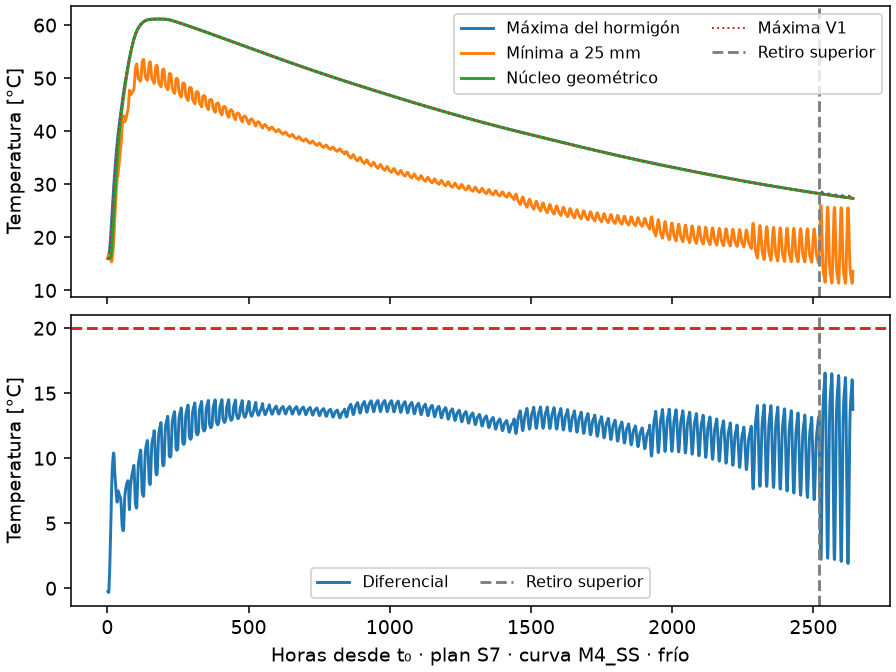 Temperatura [°C]
60
50
40
30
20
10
Máxima del hormigón
Mínima a 25 mm
Núcleo geométrico
Máxima V1
Retiro superior
Temperatura [°C]
20
15
10
5
0
Diferencial
Retiro superior
0
500
1000
1500
2000
2500
Horas desde t₀ · plan S7 · curva M4_SS · frío